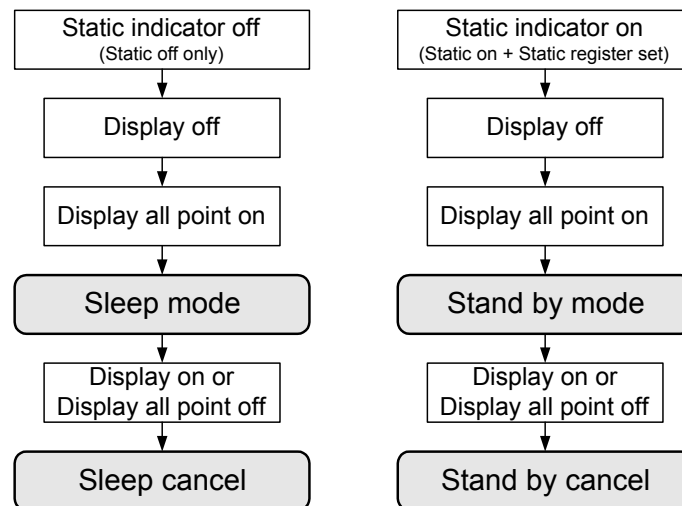 Static indicator off
(Static off only)
Display off
Display all point on
Sleep mode
Display on or
Display all point off
Sleep cancel
Static indicator on
(Static on + Static register set)
Display off
Display all point on
Stand by mode
Display on or
Display all point off
Stand by cancel